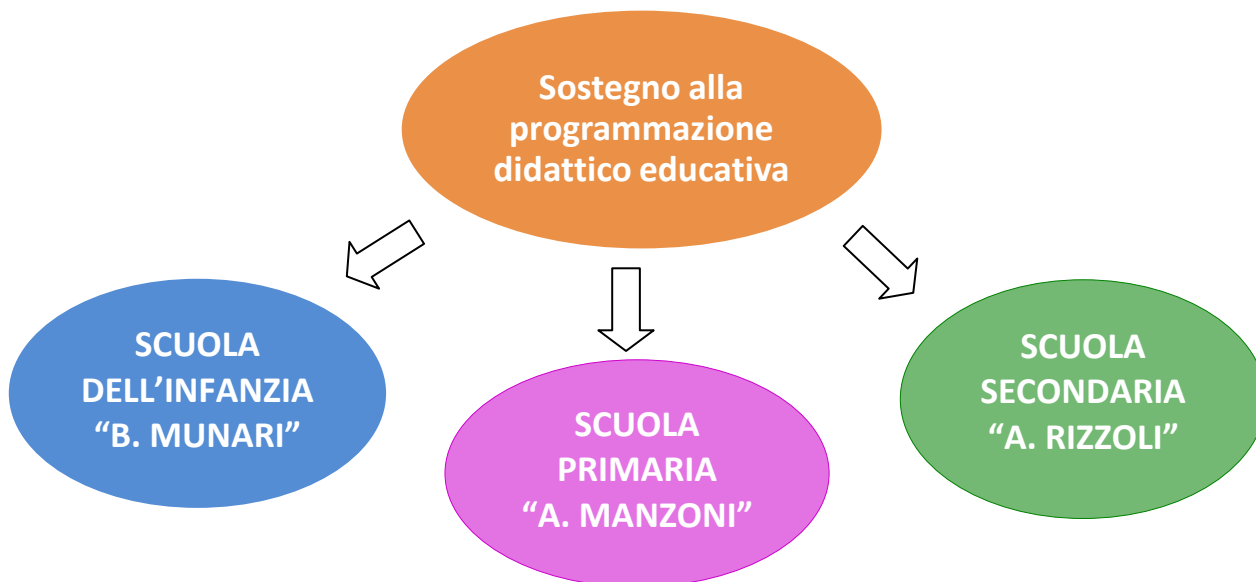 Sostegno alla
programmazione
didattico educativa
SCUOLA
DELL’INFANZIA
“B. MUNARI”
SCUOLA
PRIMARIA
“A. MANZONI”
SCUOLA
SECONDARIA
“A. RIZZOLI”